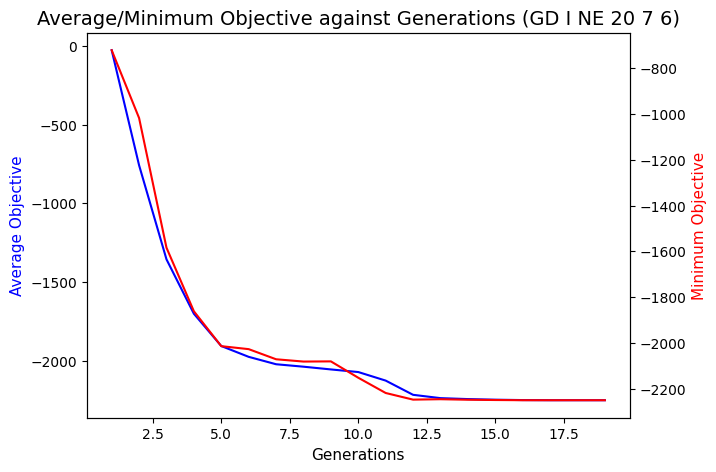 Average/Minimum Objective against Generations (GD I NE 20 7 6)
0
−500
−1000
−1500
−2000
Average Objective
−800
−1000
−1200
−1400
−1600
−1800
−2000
−2200
Minimum Objective
2.5 5.0 7.5 10.0 12.5 15.0 17.5
Generations